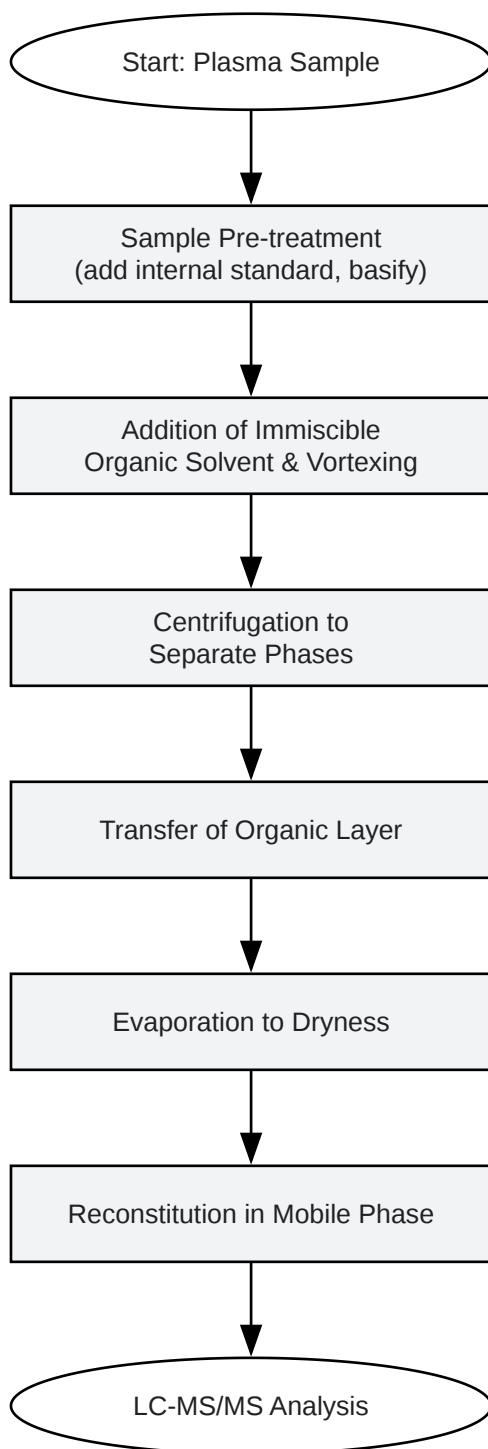 Start: Plasma Sample
Sample Pre-treatment
(add internal standard, basify)
Addition of Immiscible
Organic Solvent & Vortexing
Centrifugation to
Separate Phases
Transfer of Organic Layer
Evaporation to Dryness
Reconstitution in Mobile Phase
LC-MS/MS Analysis